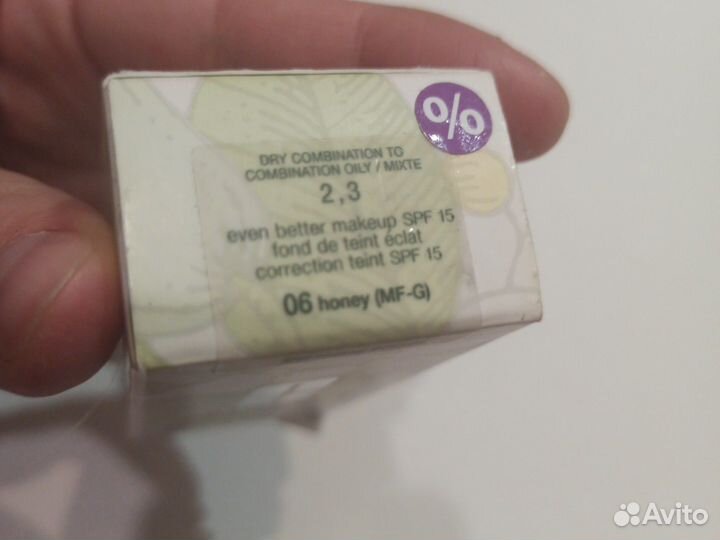 %
DRY COMBINATION TO
COMBINATION OILY / MIXTE
2,3
even better makeup SPF 15
fond de teint éclat
correction teint SPF 15
06 honey (MF-G)
Avito